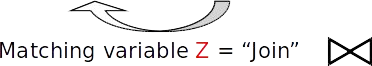 Matching variable Z = “Join” ⋈